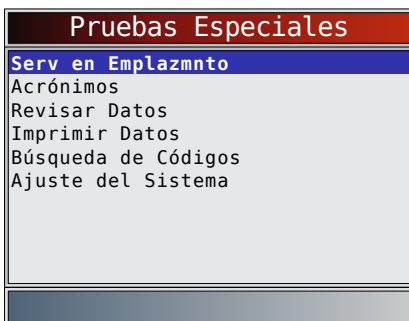 Pruebas Especiales
Serv en Emplazmnto
Acrónimos
Revisar Datos
Imprimir Datos
Búsqueda de Códigos
Ajuste del Sistema